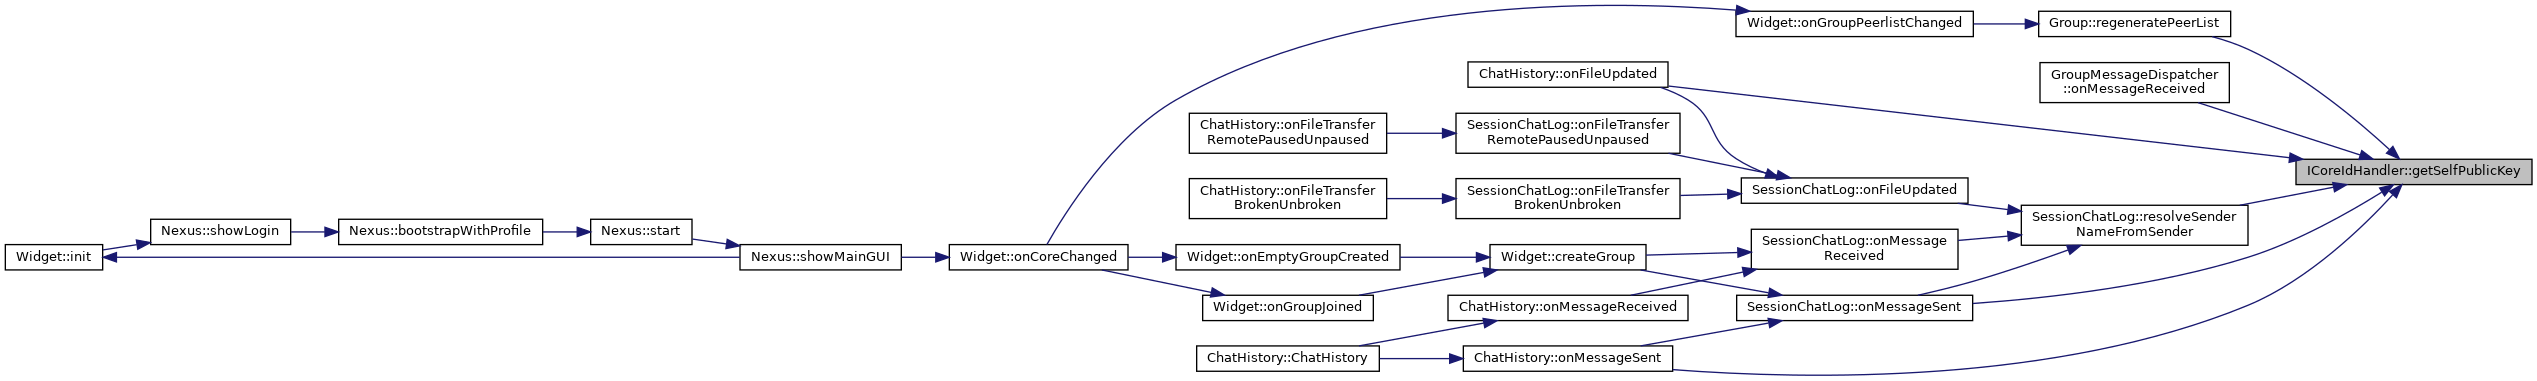 Widget::onGroupPeerlistChanged
Group::regeneratePeerList
ChatHistory::onFileUpdated
GroupMessageDispatcher
::onMessageReceived
ChatHistory::onFileTransfer
RemotePausedUnpaused
SessionChatLog::onFileTransfer
RemotePausedUnpaused
ICoreIdHandler::getSelfPublicKey
ChatHistory::onFileTransfer
BrokenUnbroken
SessionChatLog::onFileTransfer
BrokenUnbroken
SessionChatLog::onFileUpdated
SessionChatLog::resolveSender
NameFromSender
Nexus::showLogin
Nexus::bootstrapWithProfile
Nexus::start
Widget::init
Nexus::showMainGUI
Widget::onCoreChanged
Widget::onEmptyGroupCreated
Widget::createGroup
SessionChatLog::onMessage
Received
Widget::onGroupJoined
ChatHistory::onMessageReceived
SessionChatLog::onMessageSent
ChatHistory::ChatHistory
ChatHistory::onMessageSent